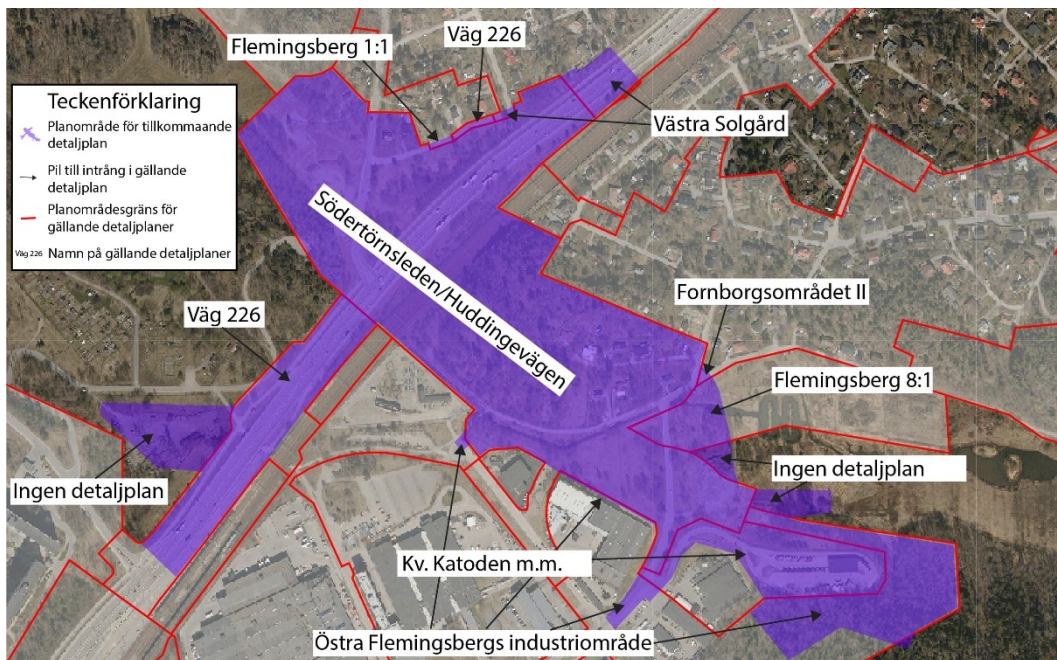 Flemingsberg 1:1
Väg 226
Teckenförklaring
Planområde för tillkommaande
detaljplan
Pil till intrång i gällande
detaljplan
Planområdesgräns för
gällande detaljplaner
Väg 226 Namn på gällande detaljplaner
Västra Solgård
Södertörnsleden/Huddingevägen
Väg 226
Fornborgsområdet II
Flemingsberg 8:1
Ingen detaljplan
Ingen detaljplan
Kv. Katoden m.m.
Östra Flemingsbergs industriområde